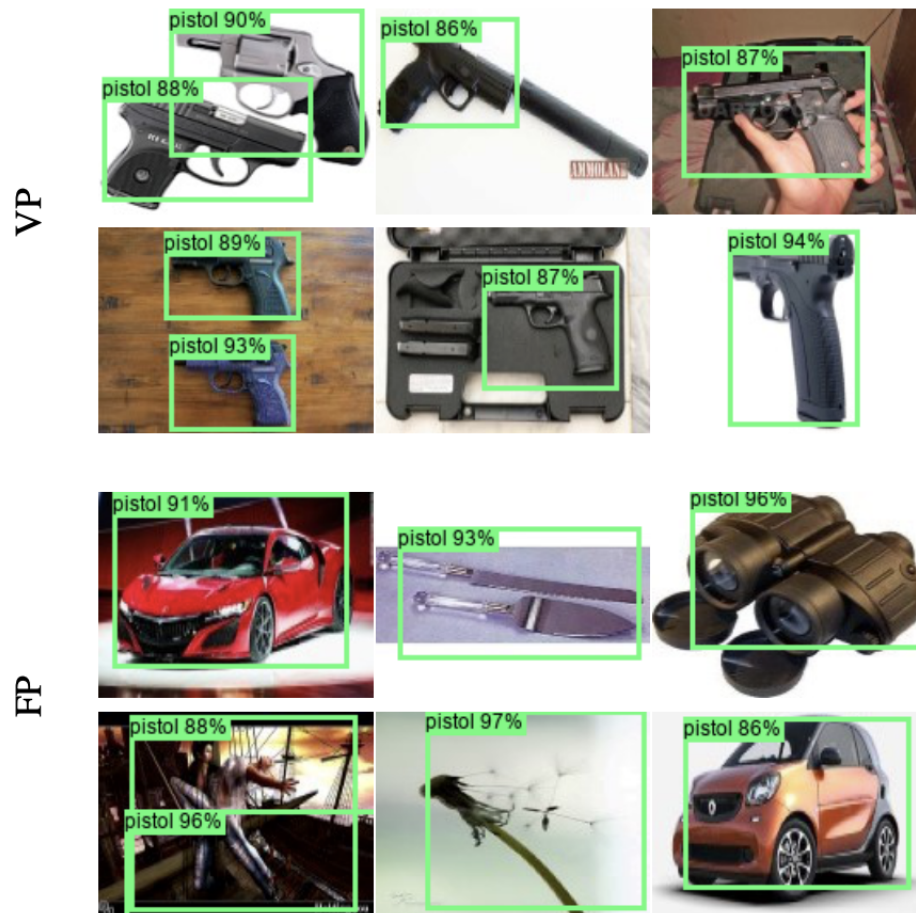 VP
pistol 90%
pistol 88%
pistol 86%
AMMOLAND
pistol 87%
pistol 89%
pistol 93%
pistol 87%
pistol 94%
FP
pistol 91%
pistol 93%
pistol 96%
pistol 88%
pistol 96%
pistol 97%
pistol 86%